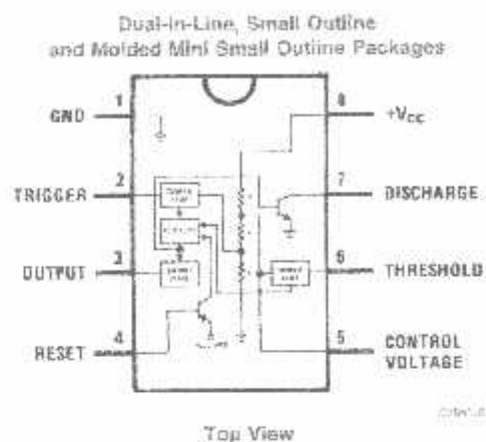 Dual-In-Line, Small Outline
and Molded Mini Small Outline Packages
GND 1
8 +VCC
TRIGGER 2
7 DISCHARGE
OUTPUT 3
6 THRESHOLD
RESET 4
5 CONTROL
VOLTAGE
Top View